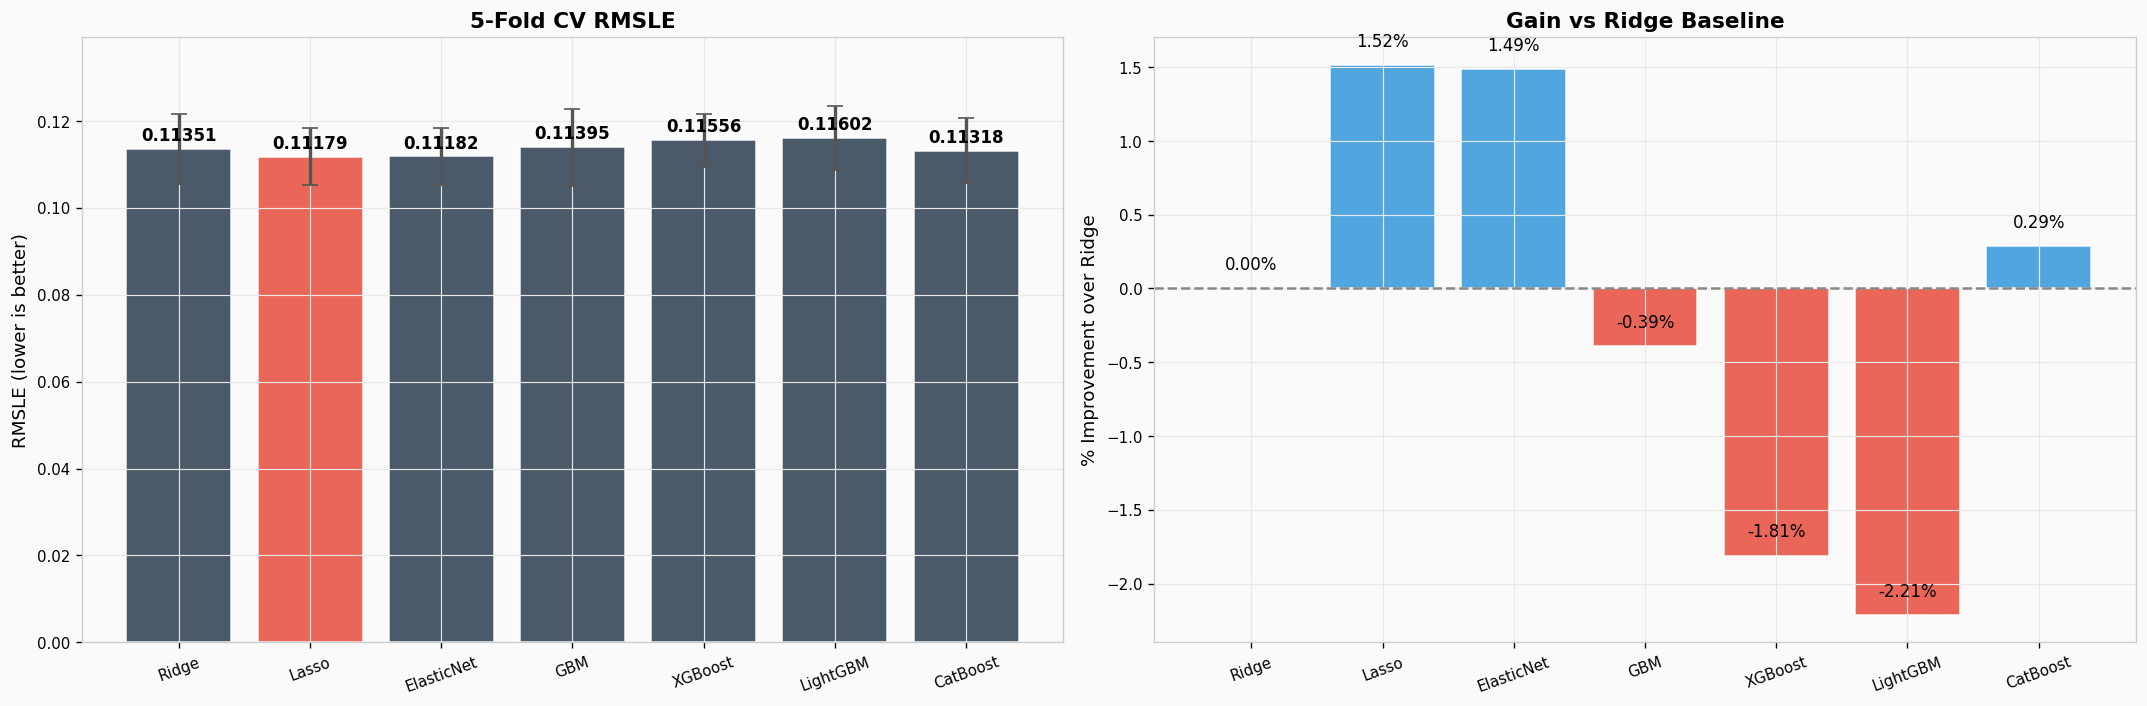 5-Fold CV RMSLE
RMSLE (lower is better)
0.12
0.10
0.08
0.06
0.04
0.02
0.00
0.11351
0.11179
0.11182
0.11395
0.11556
0.11602
0.11318
Ridge
Lasso
ElasticNet
GBM
XGBoost
LightGBM
CatBoost
Gain vs Ridge Baseline
% Improvement over Ridge
1.5
1.0
0.5
0.0
−0.5
−1.0
−1.5
−2.0
0.00%
1.52%
1.49%
-0.39%
-1.81%
-2.21%
0.29%
Ridge
Lasso
ElasticNet
GBM
XGBoost
LightGBM
CatBoost